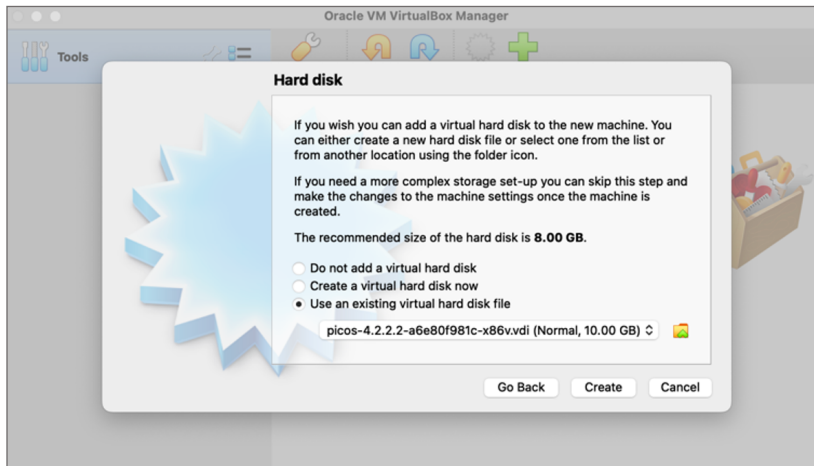 Oracle VM VirtualBox Manager
Tools
Hard disk
If you wish you can add a virtual hard disk to the new machine. You
can either create a new hard disk file or select one from the list or
from another location using the folder icon.
If you need a more complex storage set-up you can skip this step and
make the changes to the machine settings once the machine is
created.
The recommended size of the hard disk is 8.00 GB.
Do not add a virtual hard disk
Create a virtual hard disk now
Use an existing virtual hard disk file
picos-4.2.2.2-a6e80f981c-x86v.vdi (Normal, 10.00 GB)
Go Back Create Cancel